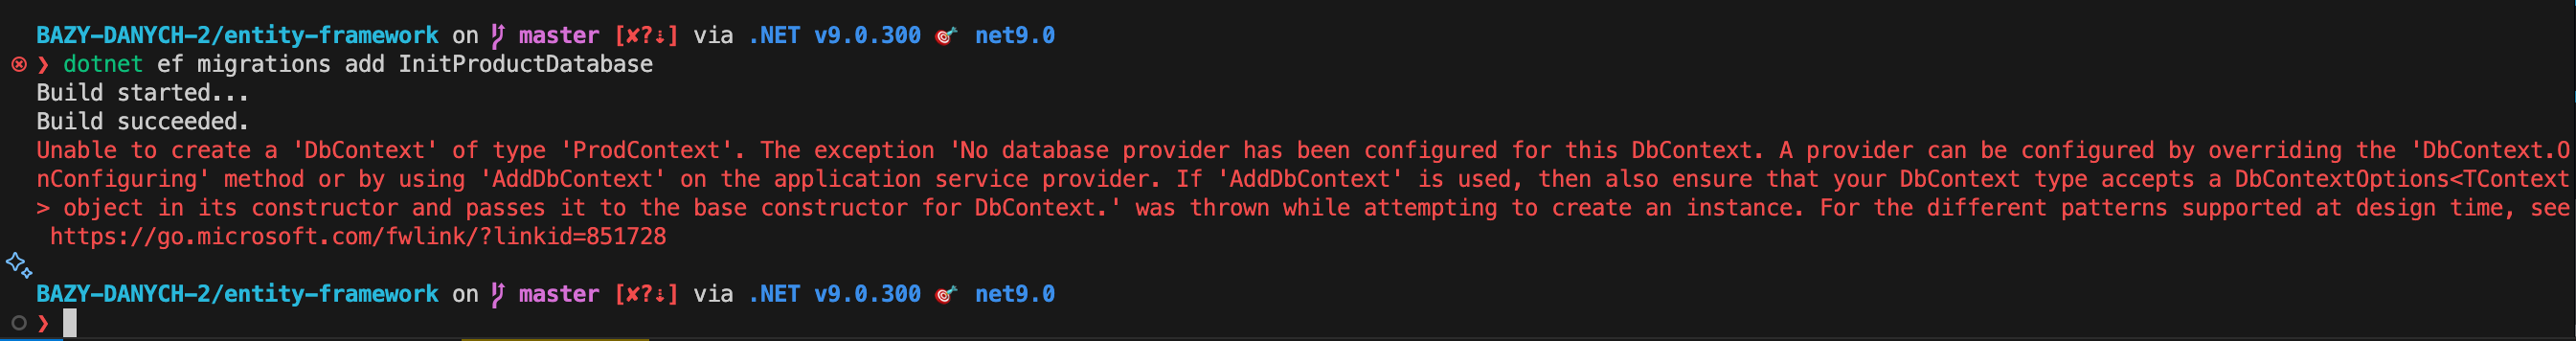 BAZY-DANYCH-2/entity-framework on master [✘?⇣] via .NET v9.0.300 🎯 net9.0
❯ dotnet ef migrations add InitProductDatabase
Build started...
Build succeeded.
Unable to create a 'DbContext' of type 'ProdContext'. The exception 'No database provider has been configured for this DbContext. A provider can be configured by overriding the 'DbContext.O
nConfiguring' method or by using 'AddDbContext' on the application service provider. If 'AddDbContext' is used, then also ensure that your DbContext type accepts a DbContextOptions<TContext
> object in its constructor and passes it to the base constructor for DbContext.' was thrown while attempting to create an instance. For the different patterns supported at design time, see
https://go.microsoft.com/fwlink/?linkid=851728
BAZY-DANYCH-2/entity-framework on master [✘?⇣] via .NET v9.0.300 🎯 net9.0
❯